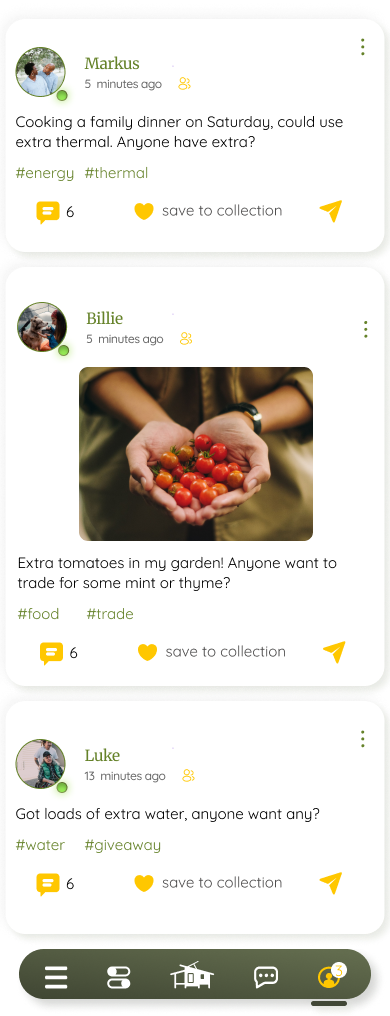 Markus
5 minutes ago
Cooking a family dinner on Saturday, could use
extra thermal. Anyone have extra?
#energy #thermal
6 save to collection
Billie
5 minutes ago
Extra tomatoes in my garden! Anyone want to
trade for some mint or thyme?
#food #trade
6 save to collection
Luke
13 minutes ago
Got loads of extra water, anyone want any?
#water #giveaway
6 save to collection
3